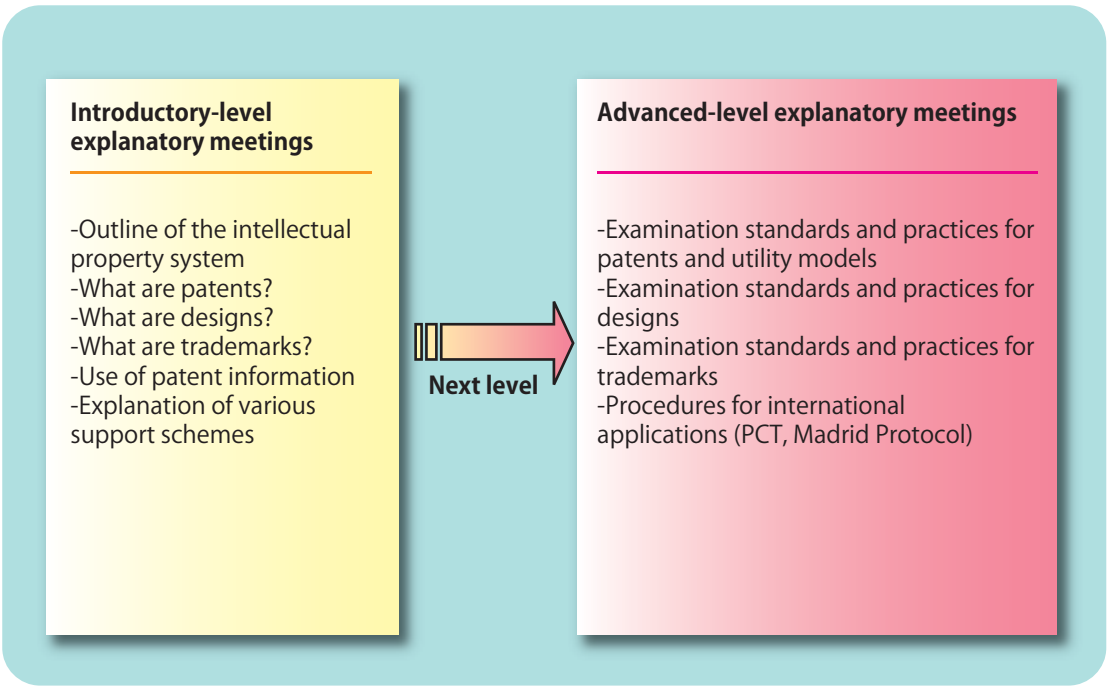 Introductory-level
explanatory meetings
-Outline of the intellectual
property system
-What are patents?
-What are designs?
-What are trademarks?
-Use of patent information
-Explanation of various
support schemes
Next level
Advanced-level explanatory meetings
-Examination standards and practices for
patents and utility models
-Examination standards and practices for
designs
-Examination standards and practices for
trademarks
-Procedures for international
applications (PCT, Madrid Protocol)